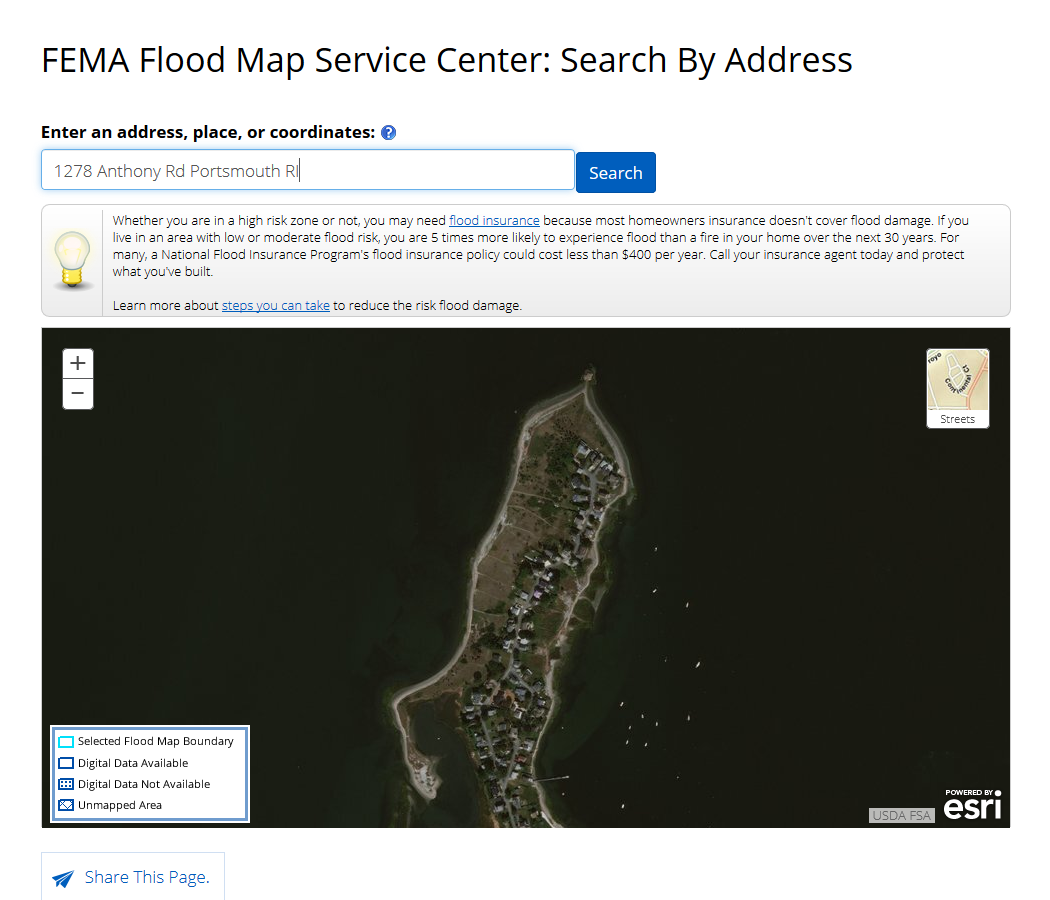 FEMA Flood Map Service Center: Search By Address
Enter an address, place, or coordinates: ?
1278 Anthony Rd Portsmouth RI
Search
Whether you are in a high risk zone or not, you may need flood insurance because most homeowners insurance doesn't cover flood damage. If you
live in an area with low or moderate flood risk, you are 5 times more likely to experience flood than a fire in your home over the next 30 years. For
many, a National Flood Insurance Program's flood insurance policy could cost less than $400 per year. Call your insurance agent today and protect
what you've built.
Learn more about steps you can take to reduce the risk flood damage.
+
−
royo
Continental Ct
Streets
Selected Flood Map Boundary
Digital Data Available
Digital Data Not Available
Unmapped Area
POWERED BY
esri
USDA FSA
Share This Page.